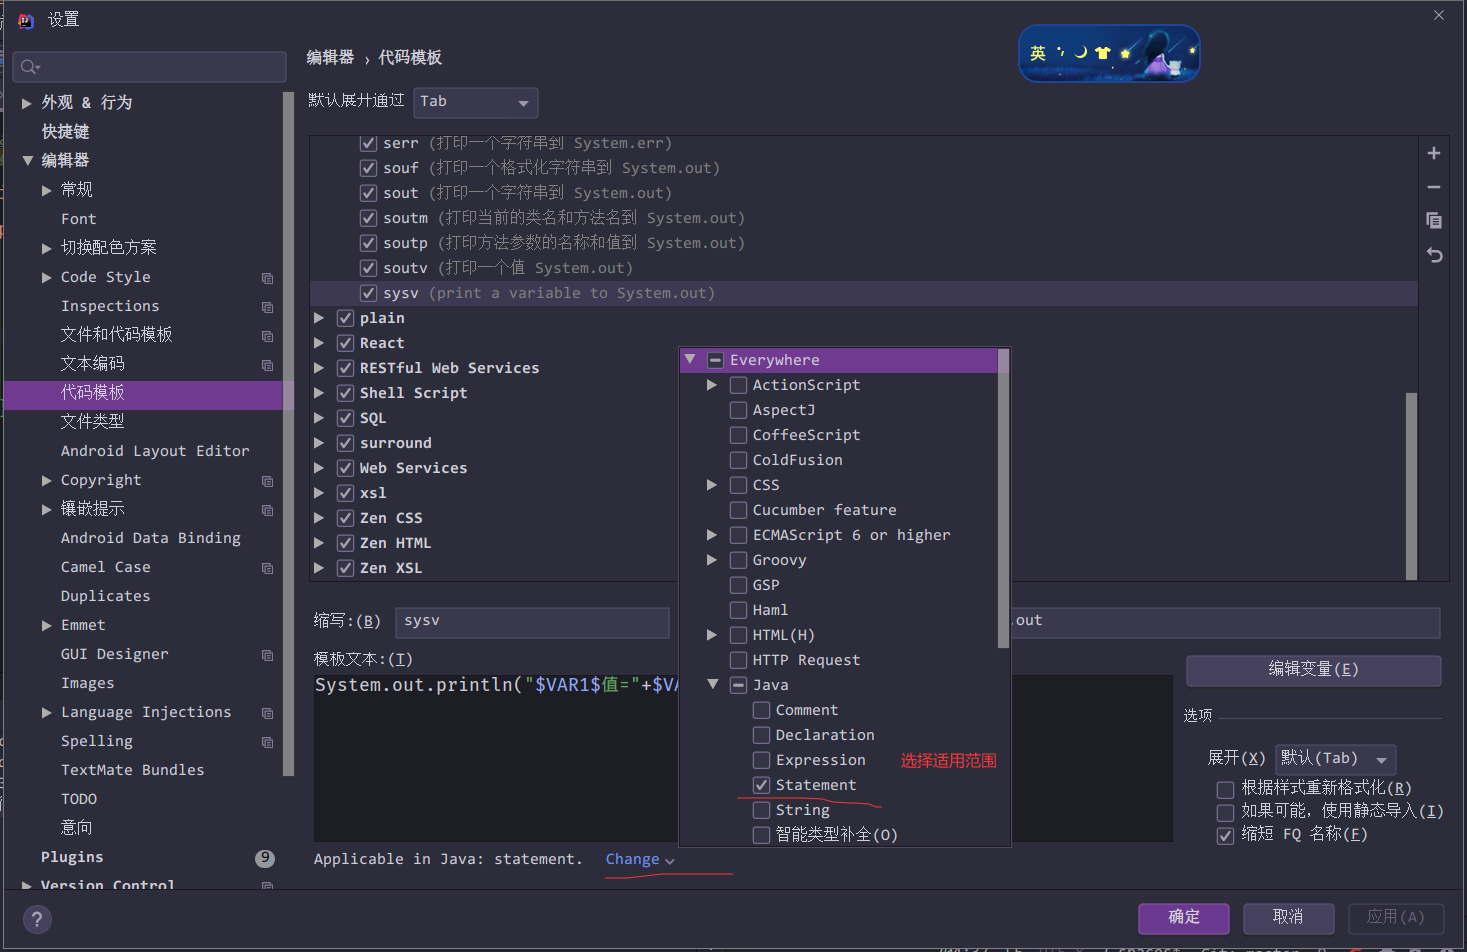 设置
英
编辑器 › 代码模板
默认展开通过 Tab
外观 & 行为
快捷键
编辑器
常规
Font
切换配色方案
Code Style
Inspections
文件和代码模板
文本编码
代码模板
文件类型
Android Layout Editor
Copyright
镶嵌提示
Android Data Binding
Camel Case
Duplicates
Emmet
GUI Designer
Images
Language Injections
Spelling
TextMate Bundles
TODO
意向
Plugins 9
Version Control
serr (打印一个字符串到 System.err)
souf (打印一个格式化字符串到 System.out)
sout (打印一个字符串到 System.out)
soutm (打印当前的类名和方法名到 System.out)
soutp (打印方法参数的名称和值到 System.out)
soutv (打印一个值 System.out)
sysv (print a variable to System.out)
plain
React
RESTful Web Services
Shell Script
SQL
surround
Web Services
xsl
Zen CSS
Zen HTML
Zen XSL
Everywhere
ActionScript
AspectJ
CoffeeScript
ColdFusion
CSS
Cucumber feature
ECMAScript 6 or higher
Groovy
GSP
Haml
HTML(H)
HTTP Request
Java
Comment
Declaration
Expression 选择适用范围
Statement
String
智能类型补全(O)
缩写:(B) sysv
.out
模板文本:(T)
System.out.println("$VAR1$值="+$VA
编辑变量(E)
选项
展开(X) 默认(Tab)
根据样式重新格式化(R)
如果可能, 使用静态导入(I)
缩短 FQ 名称(F)
Applicable in Java: statement. Change
?
确定
取消
应用(A)